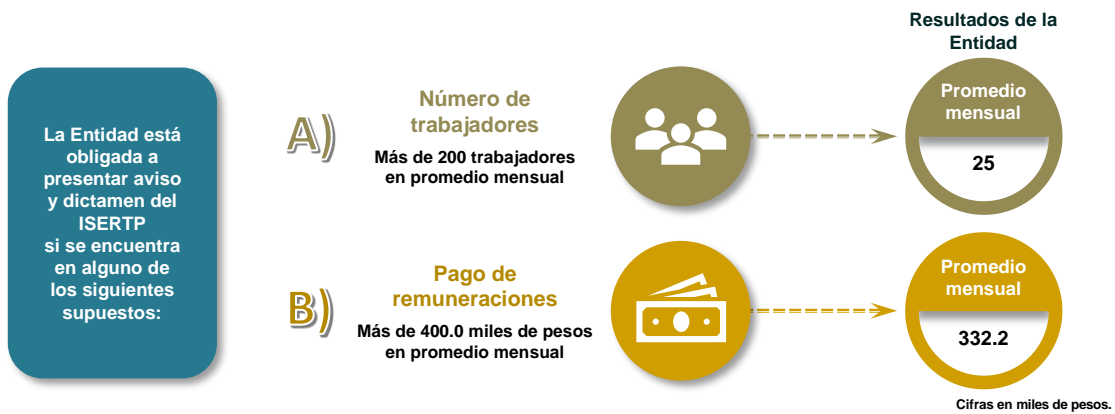 La Entidad está
obligada a
presentar aviso
y dictamen del
ISERTP
si se encuentra
en alguno de
los siguientes
supuestos:
A)
Número de
trabajadores
Más de 200 trabajadores
en promedio mensual
Resultados de la
Entidad
Promedio
mensual
25
B)
Pago de
remuneraciones
Más de 400.0 miles de pesos
en promedio mensual
Promedio
mensual
332.2
Cifras en miles de pesos.